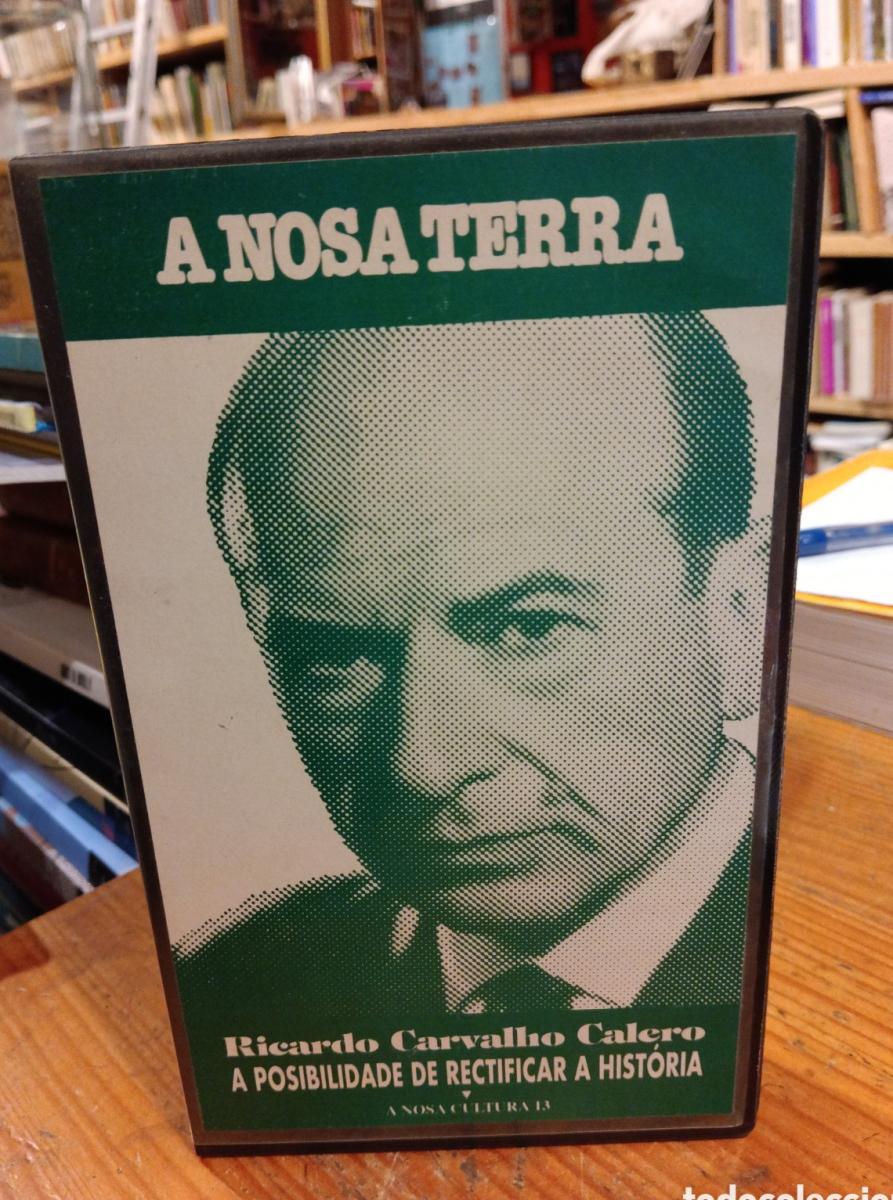 A NOSA TERRA
Ricardo Carvalho Calero
A POSIBILIDADE DE RECTIFICAR A HISTÓRIA
A NOSA CULTURA 13